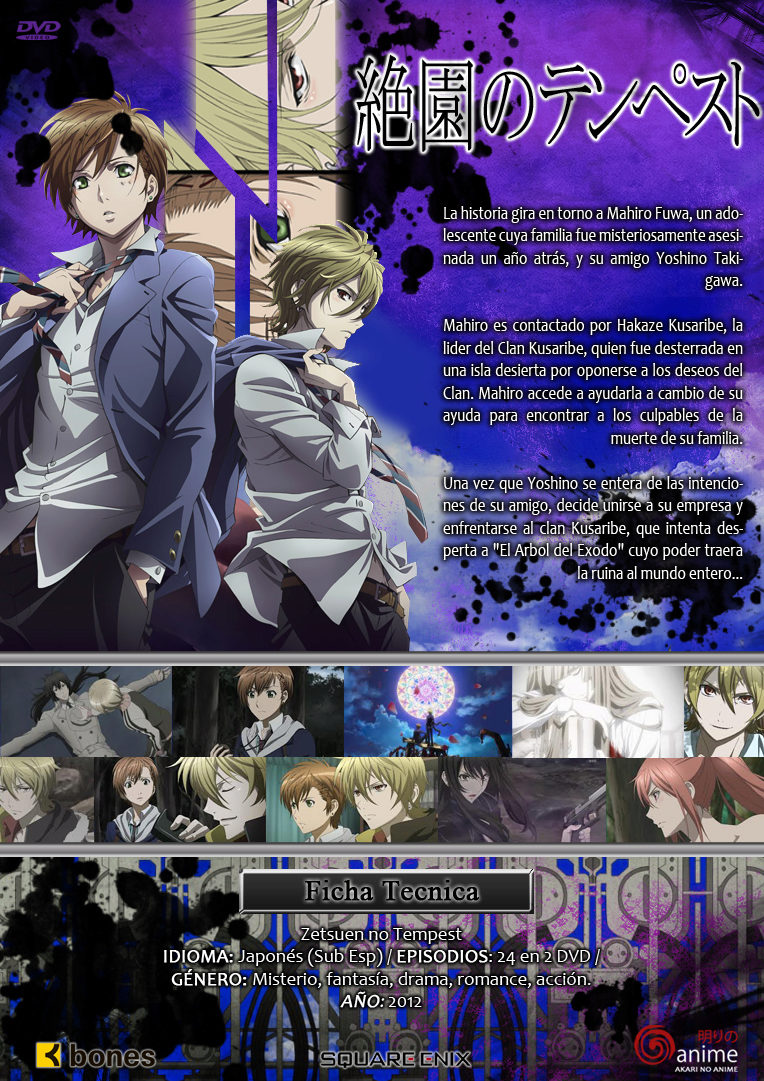 DVD
VIDEO
絶園のテンペスト
La historia gira en torno a Mahiro Fuwa, un ado-
lescente cuya familia fue misteriosamente asesi-
nada un año atrás, y su amigo Yoshino Taki-
gawa.
Mahiro es contactado por Hakaze Kusaribe, la
lider del Clan Kusaribe, quien fue desterrada en
una isla desierta por oponerse a los deseos del
Clan. Mahiro accede a ayudarla a cambio de su
ayuda para encontrar a los culpables de la
muerte de su familia.
Una vez que Yoshino se entera de las intencio-
nes de su amigo, decide unirse a su empresa y
enfrentarse al clan Kusaribe, que intenta des-
perta a "El Arbol del Exodo" cuyo poder traera
la ruina al mundo entero...
Ficha Tecnica
Zetsuen no Tempest
IDIOMA: Japonés (Sub Esp) / EPISODIOS: 24 en 2 DVD /
GÉNERO: Misterio, fantasía, drama, romance, acción.
AÑO: 2012
bones
SQUARE ENIX
明りの
anime
AKARI NO ANIME